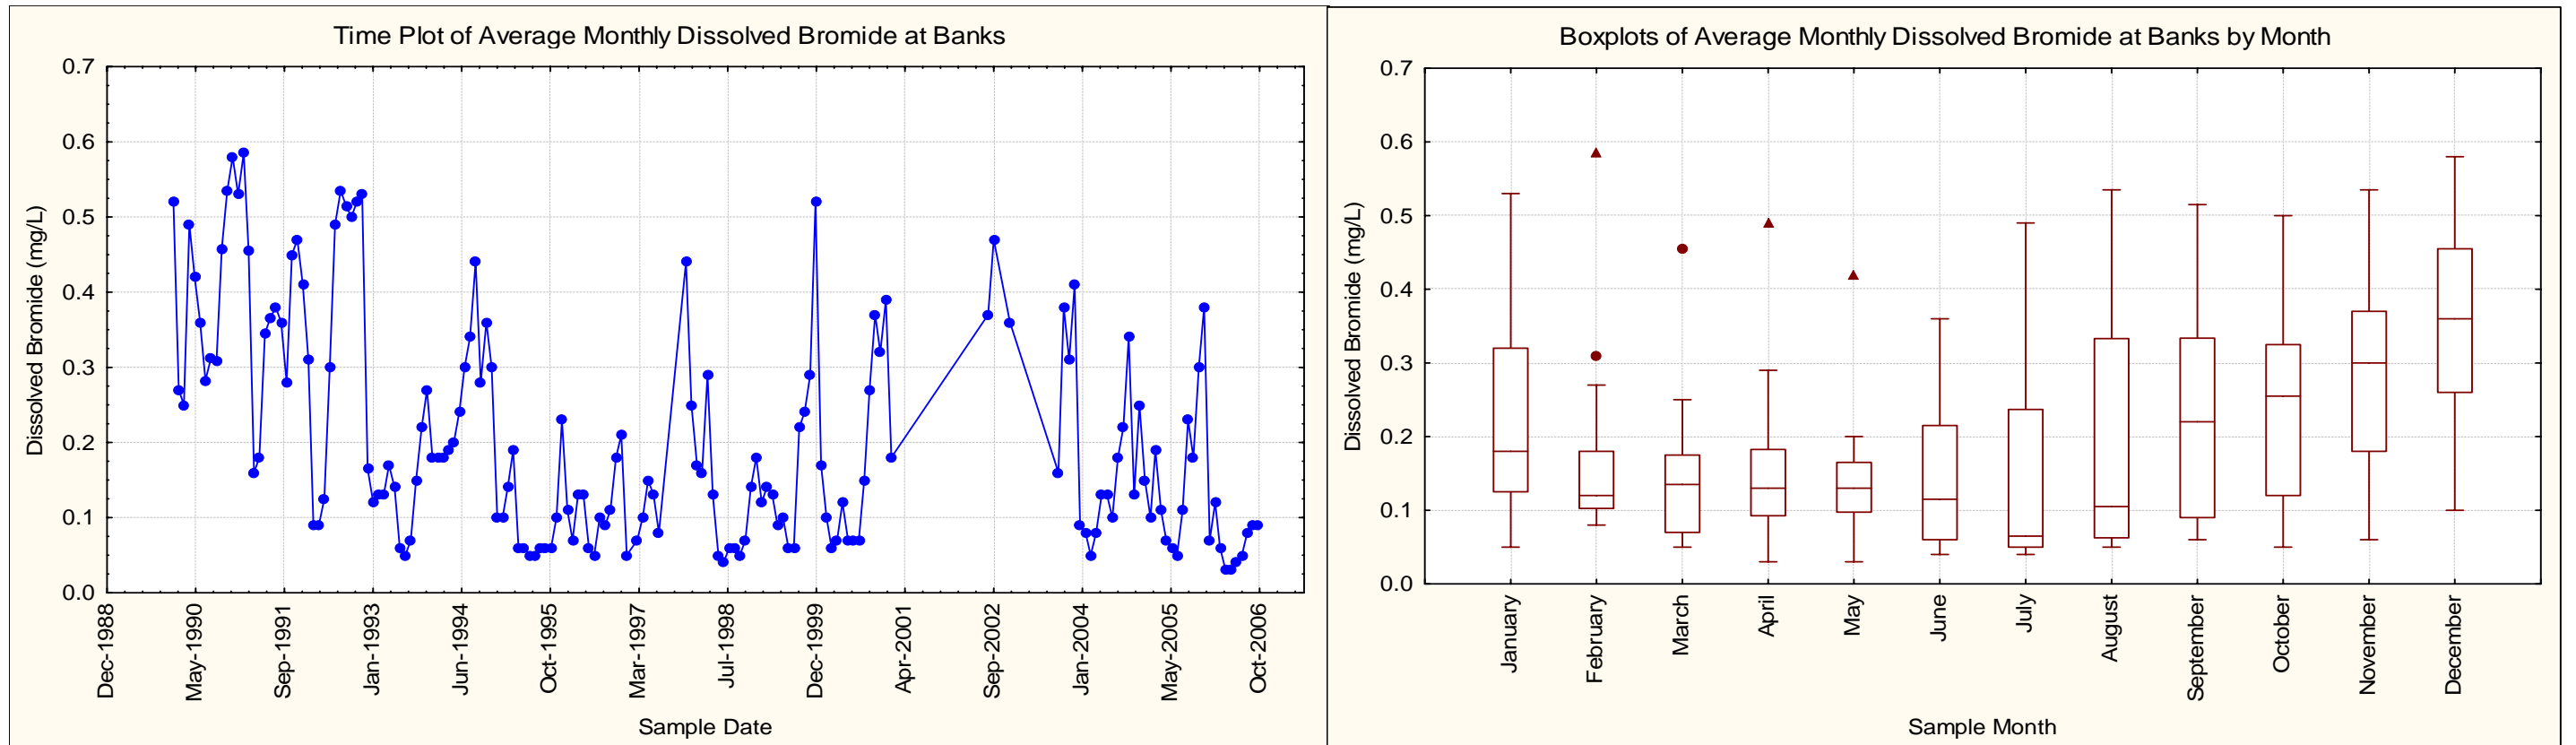 Time Plot of Average Monthly Dissolved Bromide at Banks
0.7
0.6
0.5
0.4
0.3
0.2
0.1
0.0
Dissolved Bromide (mg/L)
Dec-1988
May-1990
Sep-1991
Jan-1993
Jun-1994
Oct-1995
Mar-1997
Jul-1998
Dec-1999
Apr-2001
Sep-2002
Jan-2004
May-2005
Oct-2006
Sample Date
Boxplots of Average Monthly Dissolved Bromide at Banks by Month
0.7
0.6
0.5
0.4
0.3
0.2
0.1
0.0
Dissolved Bromide (mg/L)
January
February
March
April
May
June
July
August
September
October
November
December
Sample Month